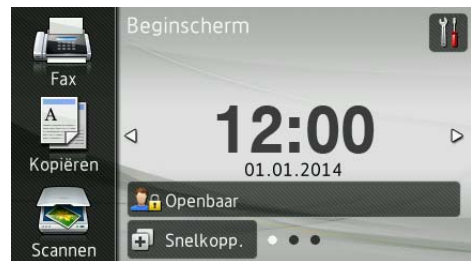 Beginscherm
Fax
Kopiëren
Scannen
12:00
01.01.2014
Openbaar
Snelkopp.